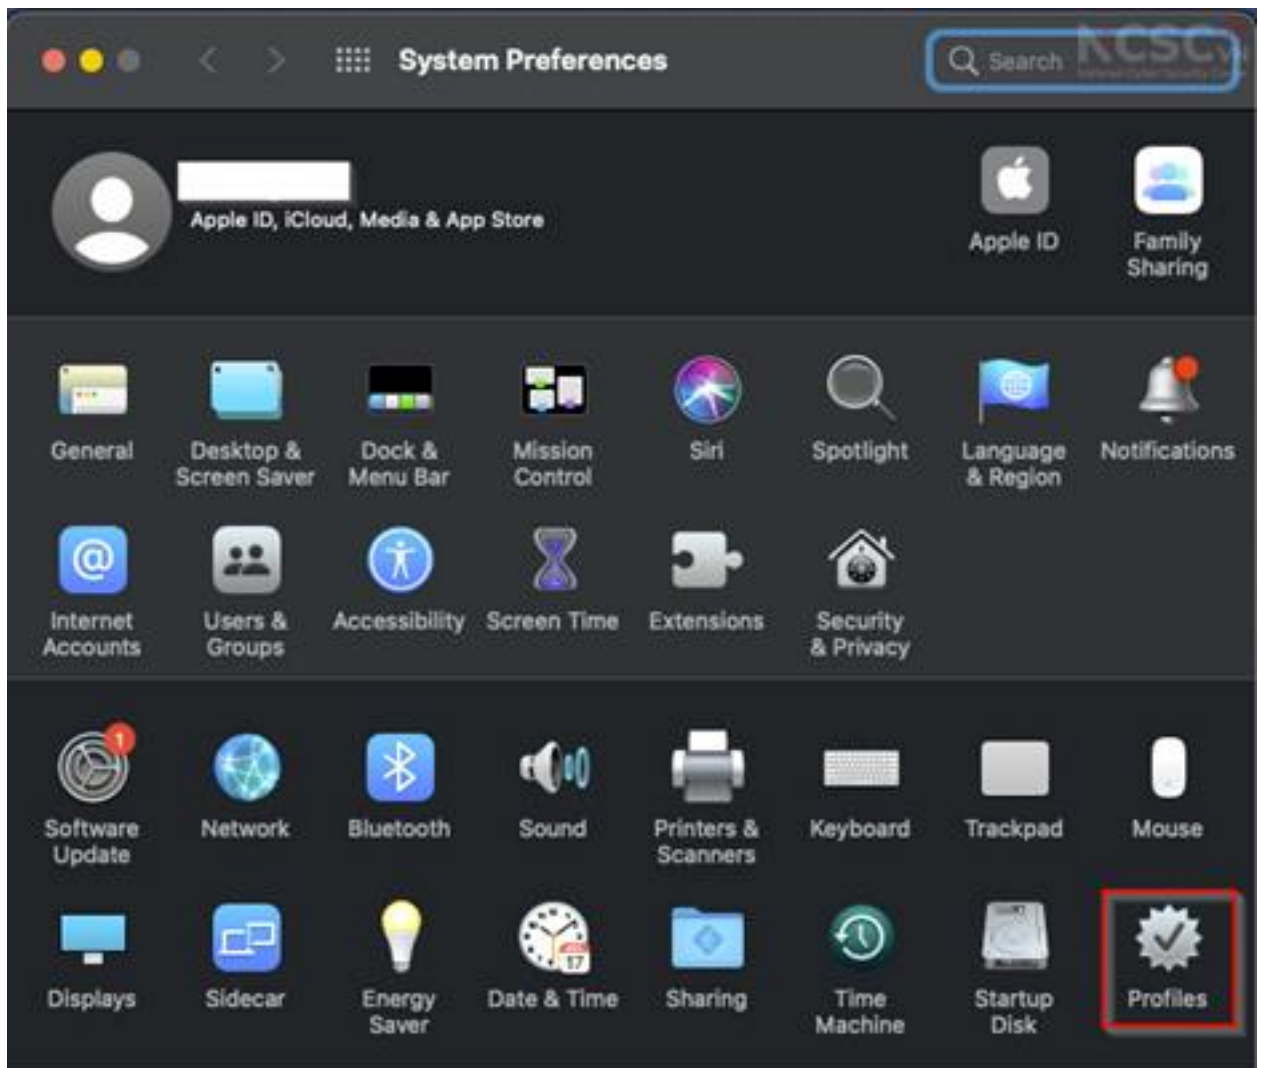 System Preferences
Search
NCSC
Apple ID, iCloud, Media & App Store
Apple ID
Family
Sharing
General
Desktop &
Screen Saver
Dock &
Menu Bar
Mission
Control
Siri
Spotlight
Language
& Region
Notifications
Internet
Accounts
Users &
Groups
Accessibility
Screen Time
Extensions
Security
& Privacy
1
Software
Update
Network
Bluetooth
Sound
Printers &
Scanners
Keyboard
Trackpad
Mouse
Displays
Sidecar
Energy
Saver
17
Date & Time
Sharing
Time
Machine
Startup
Disk
Profiles